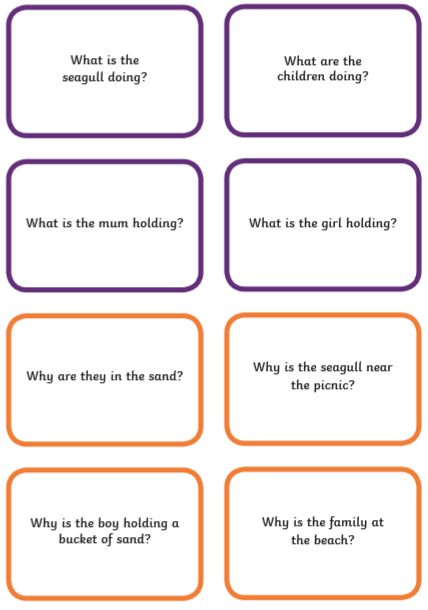 What is the
seagull doing?
What are the
children doing?
What is the mum holding?
What is the girl holding?
Why are they in the sand?
Why is the seagull near
the picnic?
Why is the boy holding a
bucket of sand?
Why is the family at
the beach?